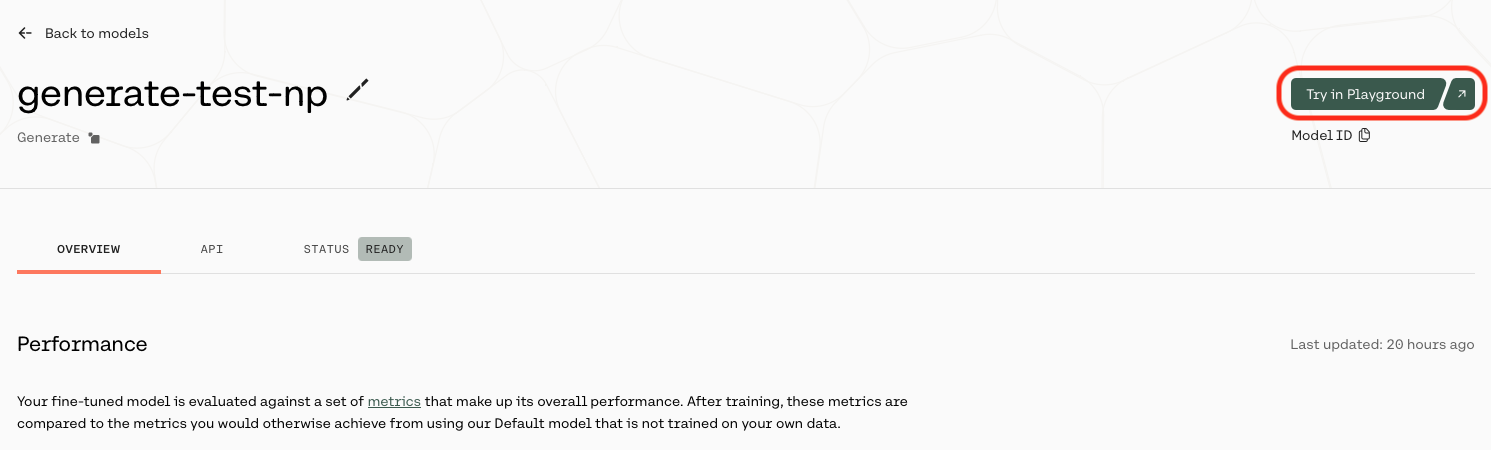 Back to models
generate-test-np
Try in Playground
Generate
Model ID
OVERVIEW API STATUS READY
Performance
Last updated: 20 hours ago
Your fine-tuned model is evaluated against a set of metrics that make up its overall performance. After training, these metrics are
compared to the metrics you would otherwise achieve from using our Default model that is not trained on your own data.